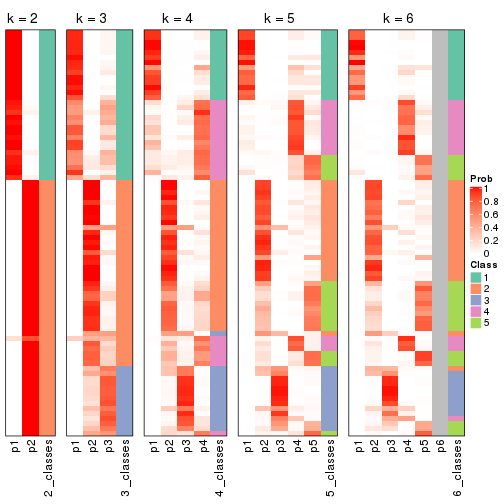 k = 2
k = 3
k = 4
k = 5
k = 6
Prob
1
0.8
0.6
0.4
0.2
0
Class
1
2
3
4
5
p1
p2
2_classes
p1
p2
p3
3_classes
p1
p2
p3
p4
4_classes
p1
p2
p3
p4
p5
5_classes
p1
p2
p3
p4
p5
p6
6_classes